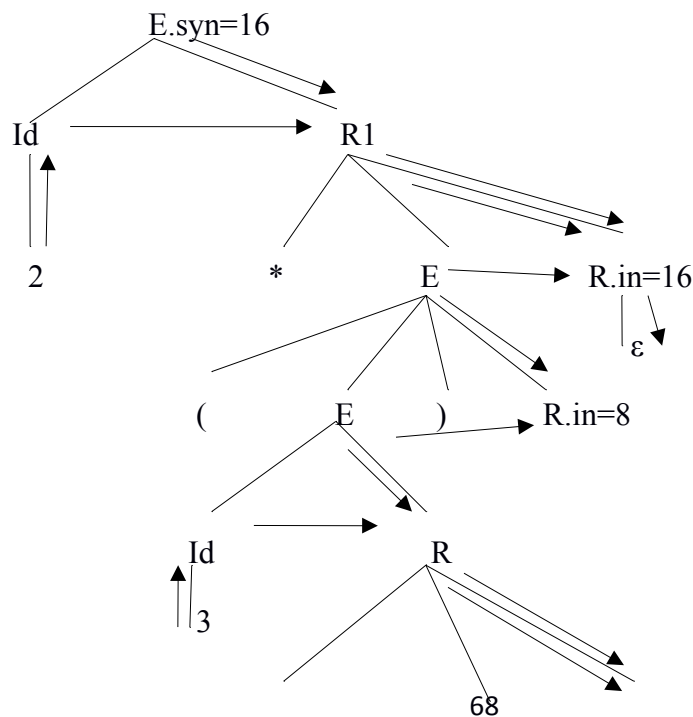 E.syn=16
Id R1
2 * E R.in=16
ε
( E ) R.in=8
Id R
3
68